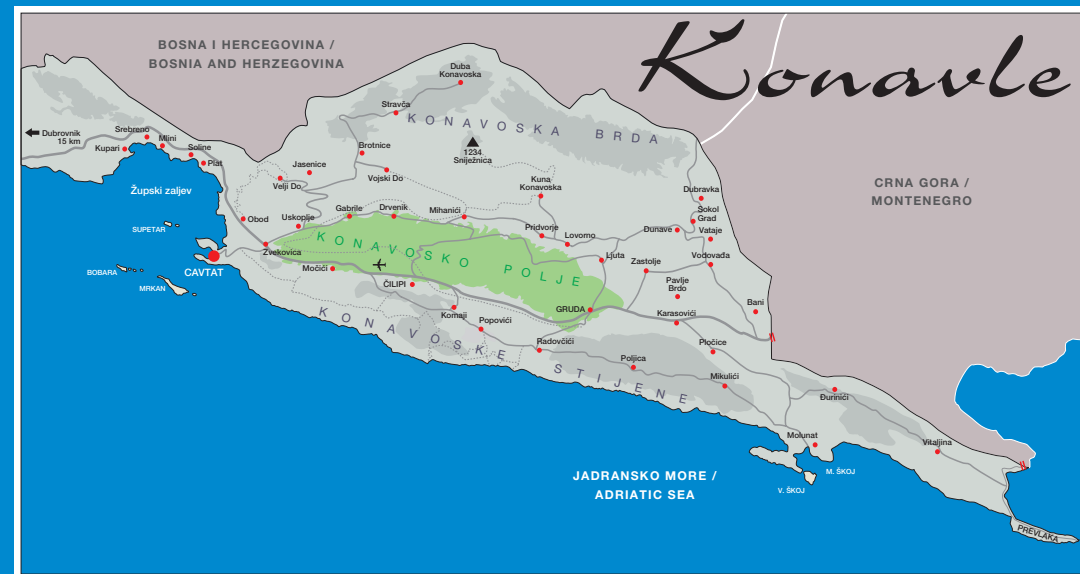 Konavle
BOSNA I HERCEGOVINA /
BOSNIA AND HERZEGOVINA
CRNA GORA /
MONTENEGRO
Duba
Konavoska
Stravča
KONAVOSKA BRDA
1234
Sniježnica
Dubrovnik
15 km
Srebreno
Mlini
Kupari
Soline
Plat
Brotnice
Jasenice
Velji Do
Vojski Do
Kuna
Konavoska
Dubravka
Župski zaljev
Sokol
Grad
SUPETAR
Obod
Uskoplje
Gabrile
Drvenik
Mihanići
Pridvorje
Lovorno
Dunave
Vataje
Zvekovica
KONAVOSKO POLJE
Ljuta
Zastolje
Vodovađa
BOBARA
CAVTAT
Močići
MRKAN
ČILIPI
Pavlje
Brdo
Bani
GRUDA
Komaji
Popovići
Karasovići
KONAVOSKE STIJENE
Radovčići
Pločice
Poljica
Mikulići
Đurinići
Molunat
Vitaljina
JADRANSKO MORE /
ADRIATIC SEA
M. ŠKOJ
V. ŠKOJ
PREVLAKA